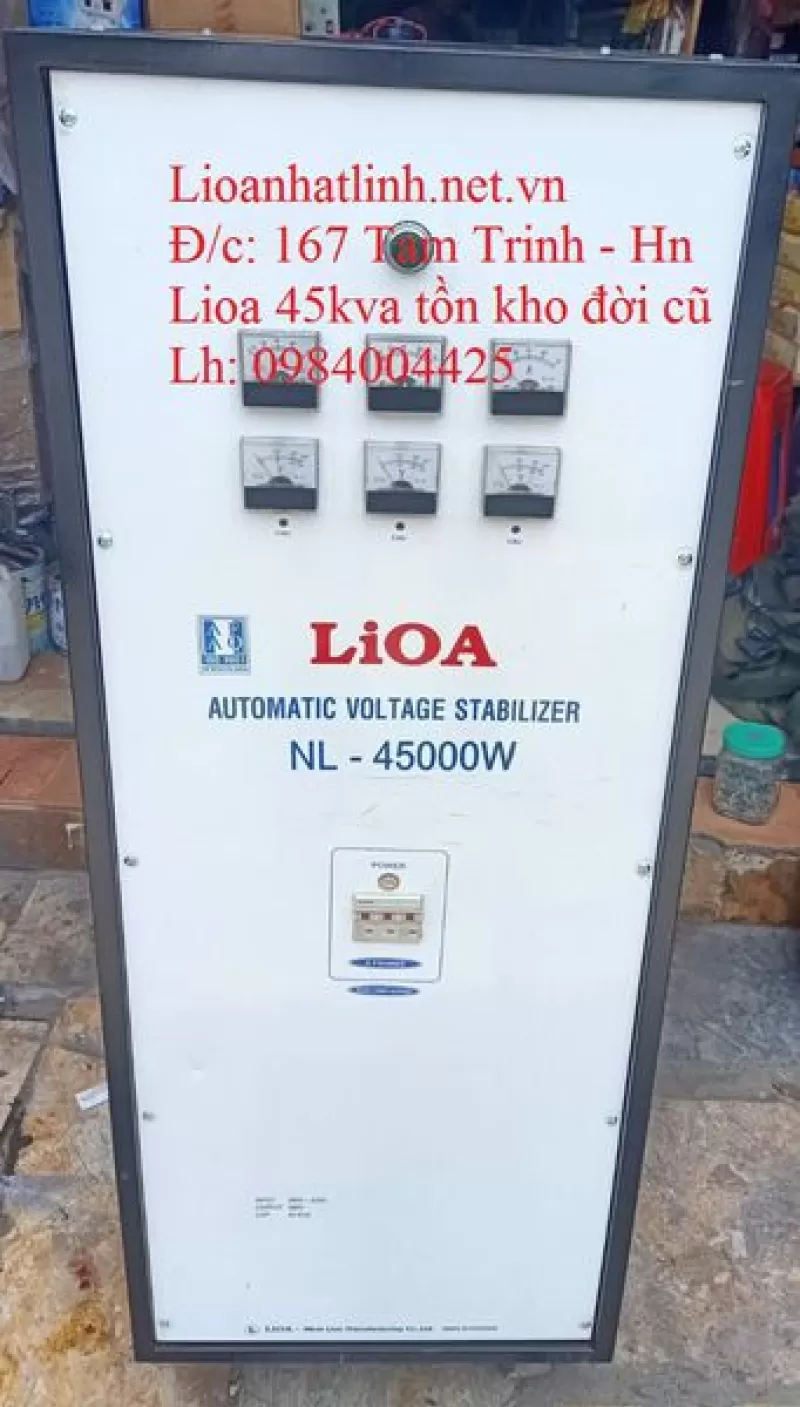 Lioanhatlinh.net.vn
Đ/c: 167 Tam Trinh - Hn
Lioa 45kva tồn kho đời cũ
Lh: 0984004425
LiOA
AUTOMATIC VOLTAGE STABILIZER
NL - 45000W
POWER